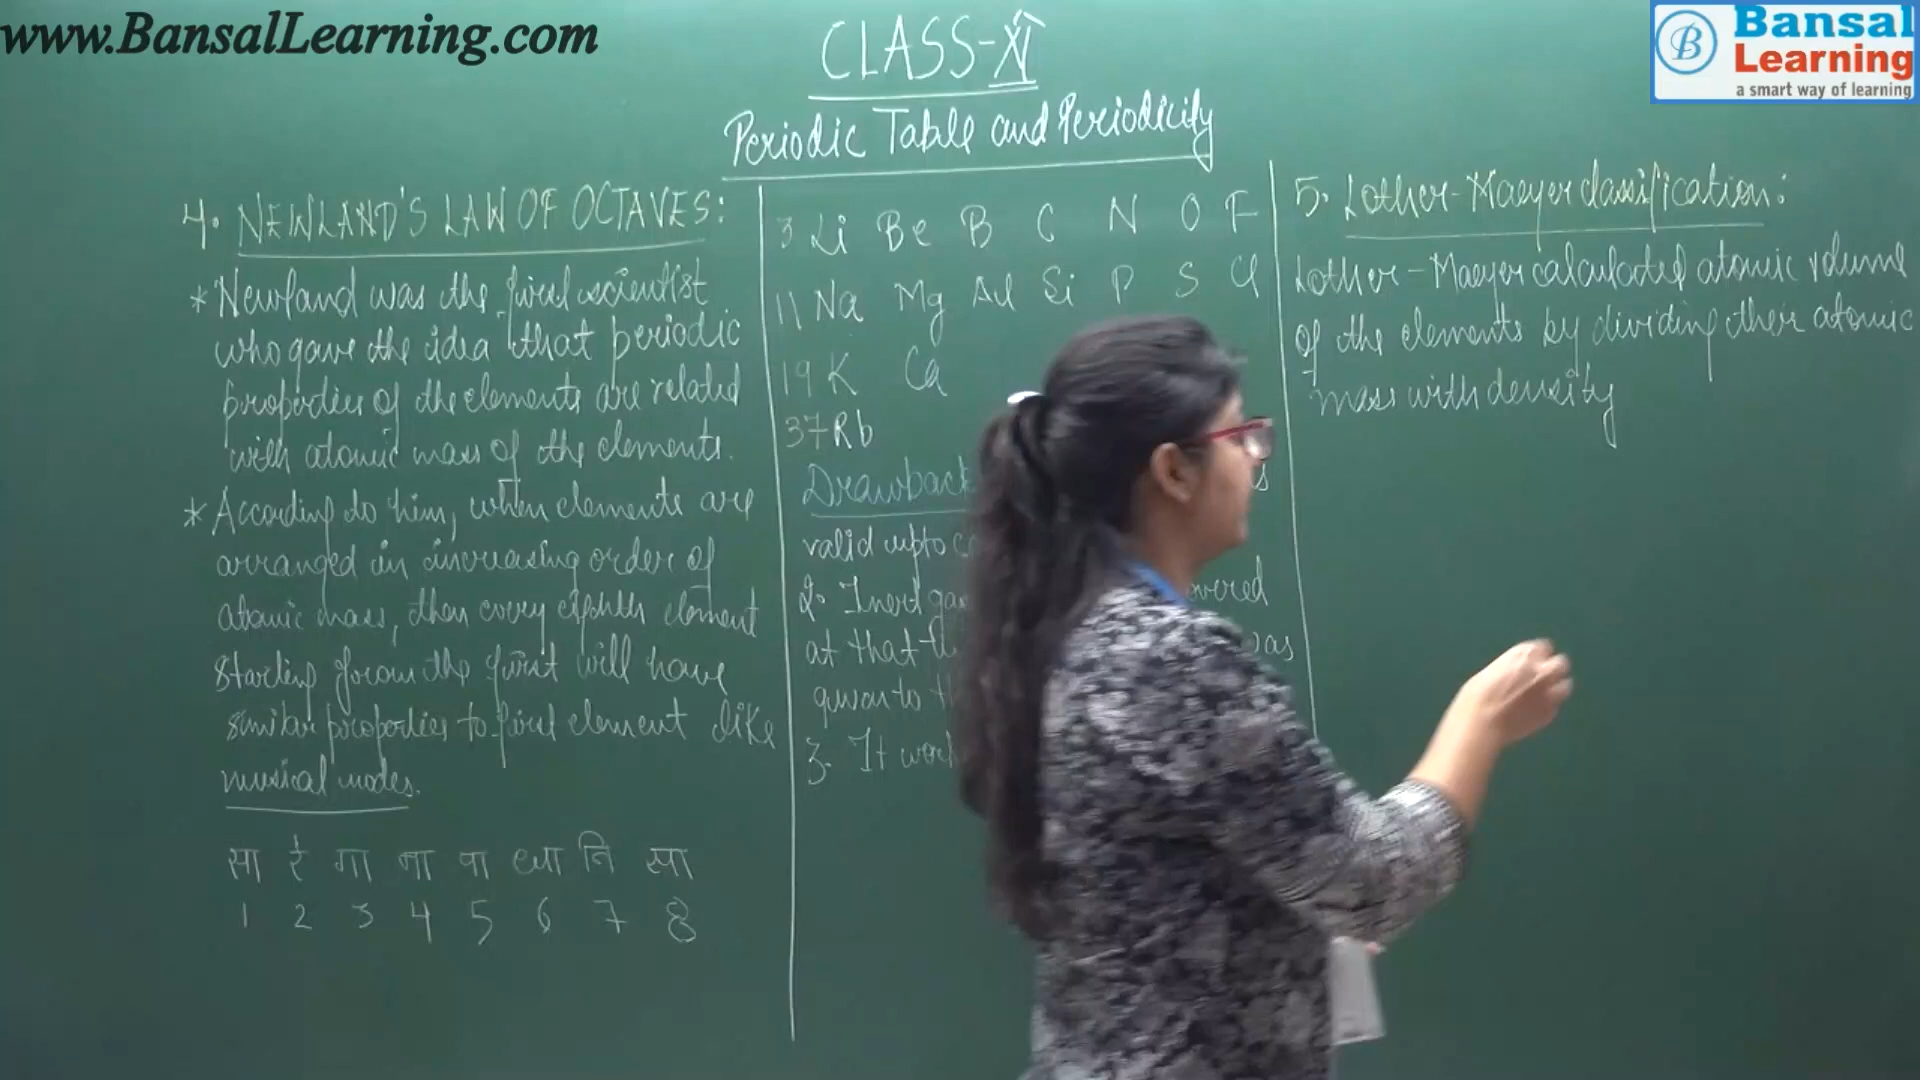 www.BansalLearning.com
Bansal
Learning
a smart way of learning
CLASS-XI
Periodic Table and Periodicity
4. NEWLAND'S LAW OF OCTAVES:
* Newland was the first scientist
who gave the idea that periodic
properties of the elements are related
with atomic mass of the elements.
* According to him, when elements are
arranged in increasing order of
atomic mass, then every eighth element
starting from the first will have
similar properties to first element like
musical nodes.
सा रे गा मा पा धा नि सा
1 2 3 4 5 6 7 8
3 Li Be B C N O F
11 Na Mg Al Si P S Cl
19 K Ca
37 Rb
Drawback
valid upto
2. Inert
at that was
given to
3. It
5. Lother-Maeyer classification:
Lother-Maeyer calculated atomic volume
of the elements by dividing their atomic
mass with density